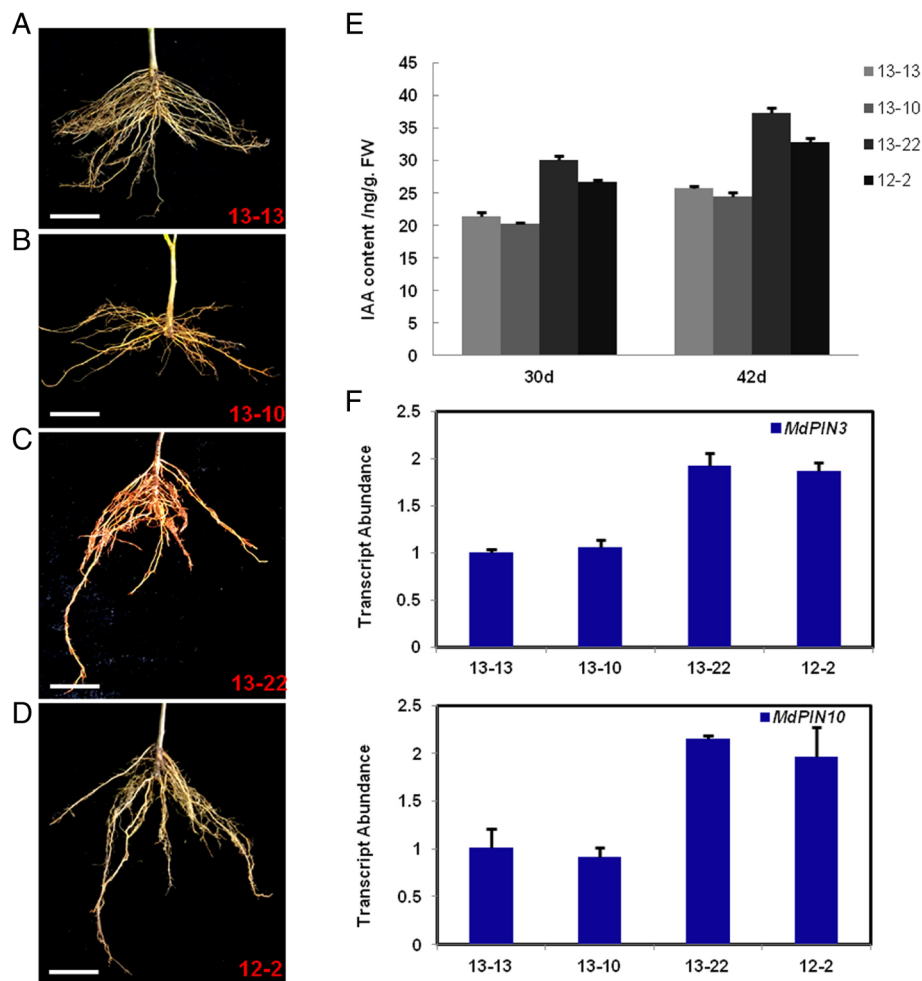 A
13-13
B
13-10
C
13-22
D
12-2
E
IAA content /ng/g. FW
45
40
35
30
25
20
15
10
5
0
30d
42d
13-13
13-10
13-22
12-2
F
Transcript Abundance
2.5
2
1.5
1
0.5
0
MdPIN3
13-13
13-10
13-22
12-2
Transcript Abundance
2.5
2
1.5
1
0.5
0
MdPIN10
13-13
13-10
13-22
12-2